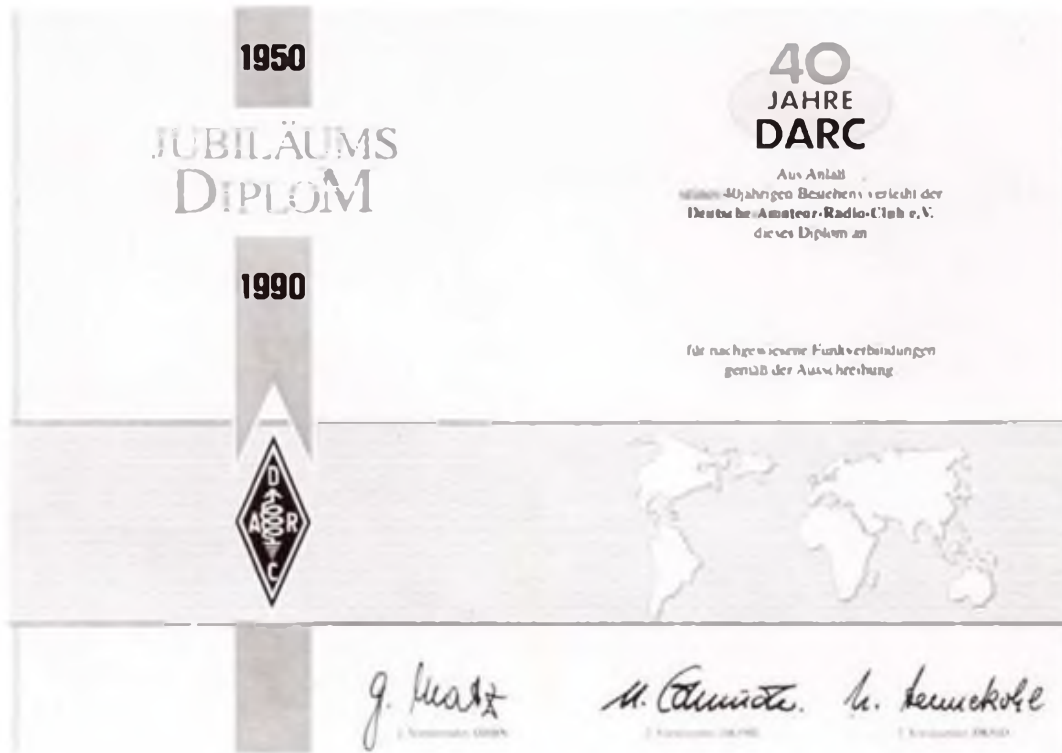 1950
JUBILÄUMS
DIPLOM
1990
40
JAHRE
DARC
Aus Anlaß
seines 40jährigen Bestehens verleiht der
Deutsche Amateur-Radio-Club e.V.
dieses Diplom an
für nachgewiesene Funkverbindungen
gemäß der Ausschreibung
D
A R
C